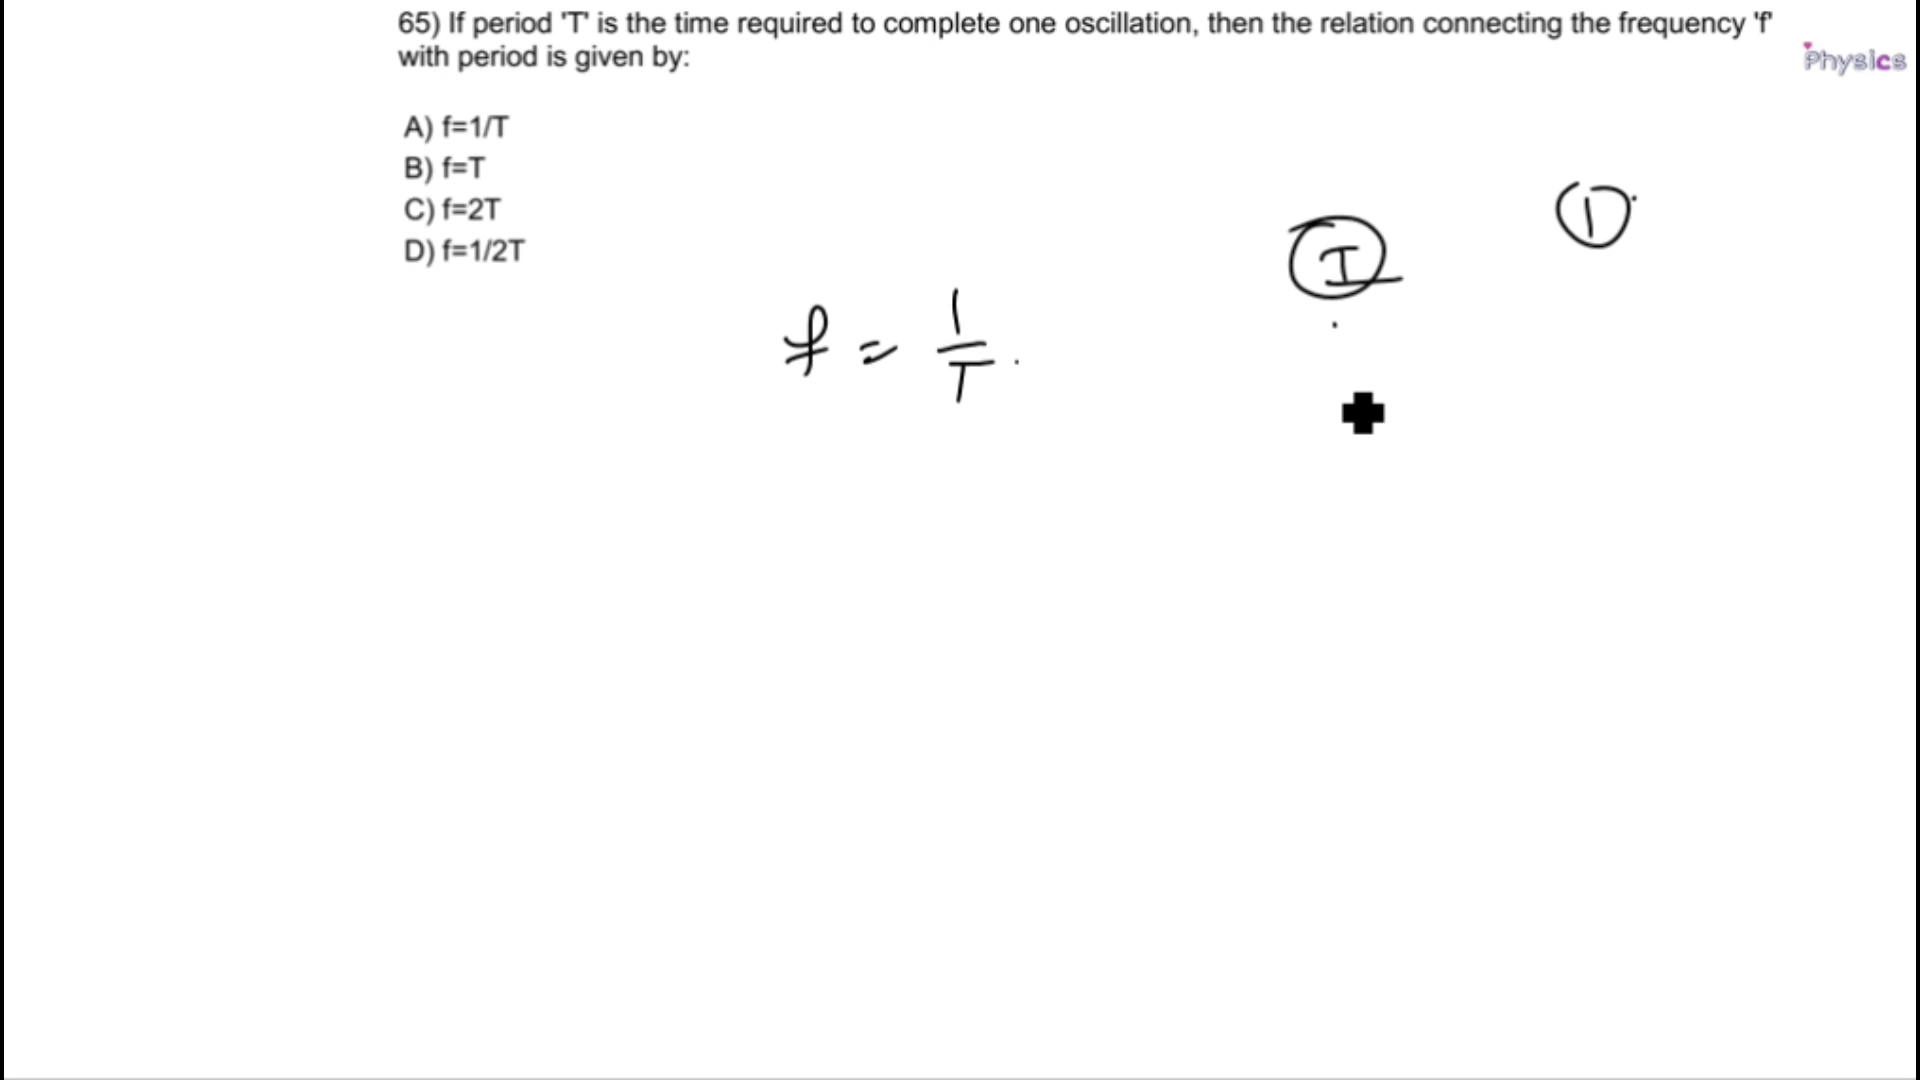 65) If period 'T' is the time required to complete one oscillation, then the relation connecting the frequency 'f'
with period is given by:
Physics
A) f=1/T
B) f=T
C) f=2T
D) f=1/2T
1
I
f = 1/T.